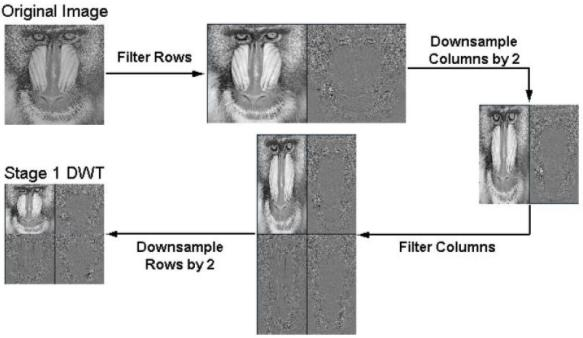 Original Image
Filter Rows
Downsample
Columns by 2
Filter Columns
Downsample
Rows by 2
Stage 1 DWT